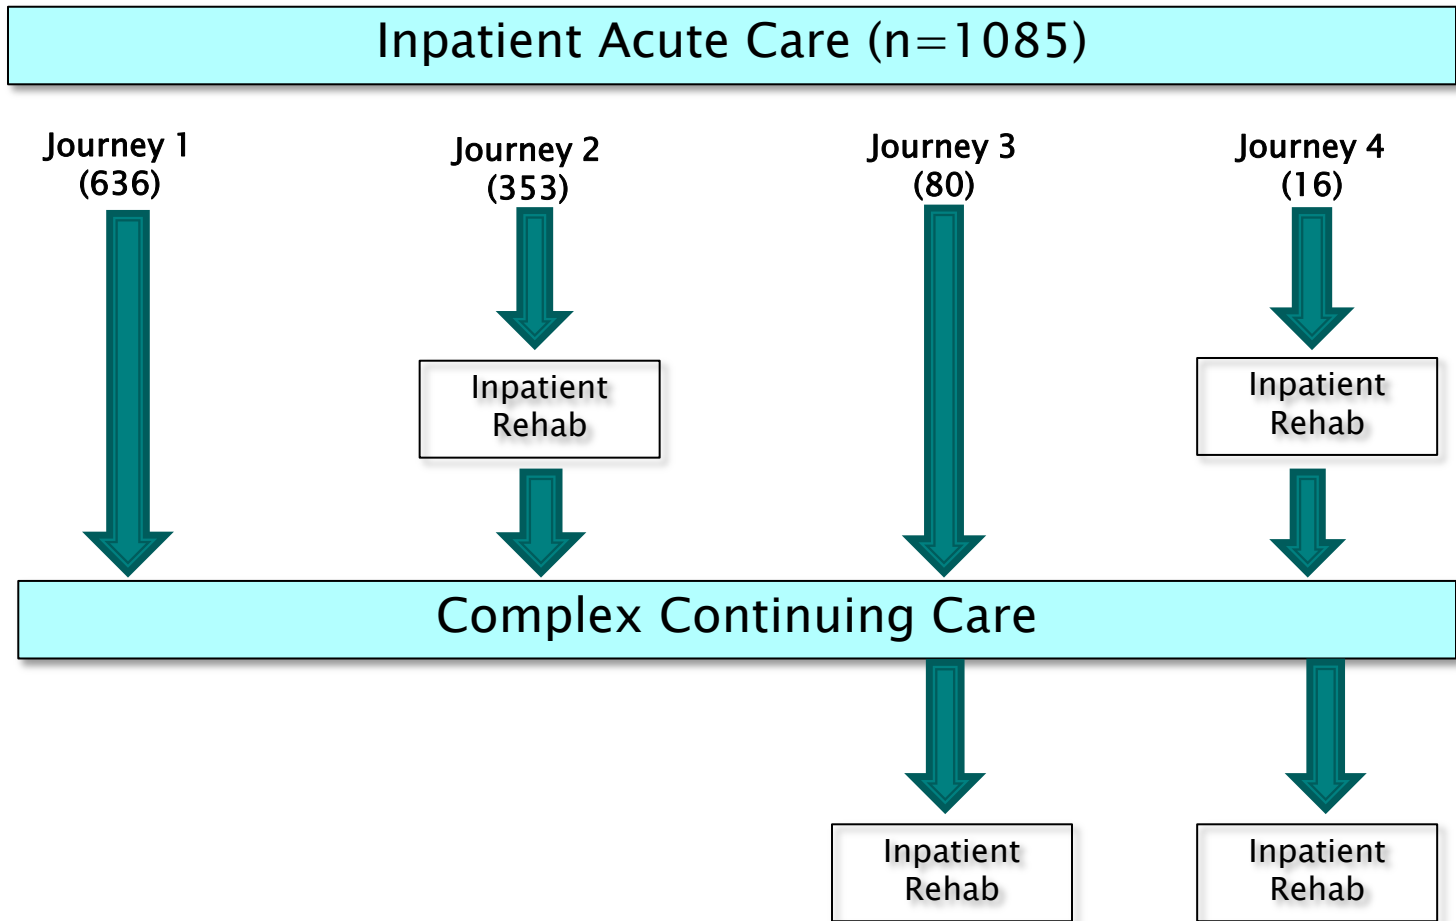 Inpatient Acute Care (n=1085)
Journey 1
(636)
Journey 2
(353)
Journey 3
(80)
Journey 4
(16)
Inpatient
Rehab
Inpatient
Rehab
Complex Continuing Care
Inpatient
Rehab
Inpatient
Rehab